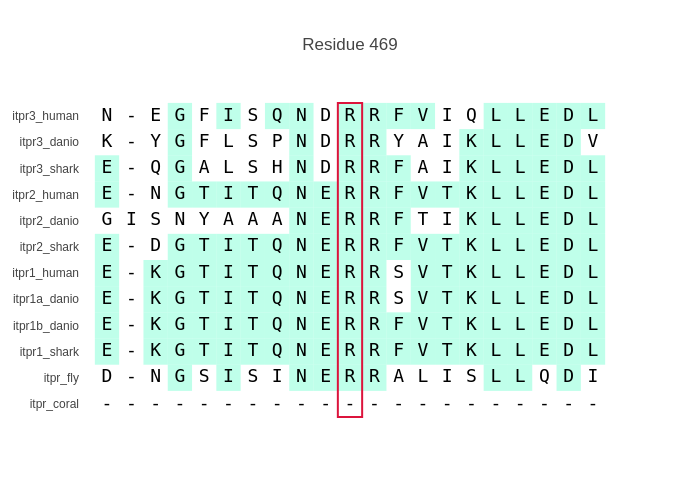 Residue 469
itpr3_human N - E G F I S Q N D R R F V I Q L L E D L
itpr3_danio K - Y G F L S P N D R R Y A I K L L E D V
itpr3_shark E - Q G A L S H N D R R F A I K L L E D L
itpr2_human E - N G T I T Q N E R R F V T K L L E D L
itpr2_danio G I S N Y A A A N E R R F T I K L L E D L
itpr2_shark E - D G T I T Q N E R R F V T K L L E D L
itpr1_human E - K G T I T Q N E R R S V T K L L E D L
itpr1a_danio E - K G T I T Q N E R R S V T K L L E D L
itpr1b_danio E - K G T I T Q N E R R F V T K L L E D L
itpr1_shark E - K G T I T Q N E R R F V T K L L E D L
itpr_fly D - N G S I S I N E R R A L I S L L Q D I
itpr_coral - - - - - - - - - - - - - - - - - - - - -